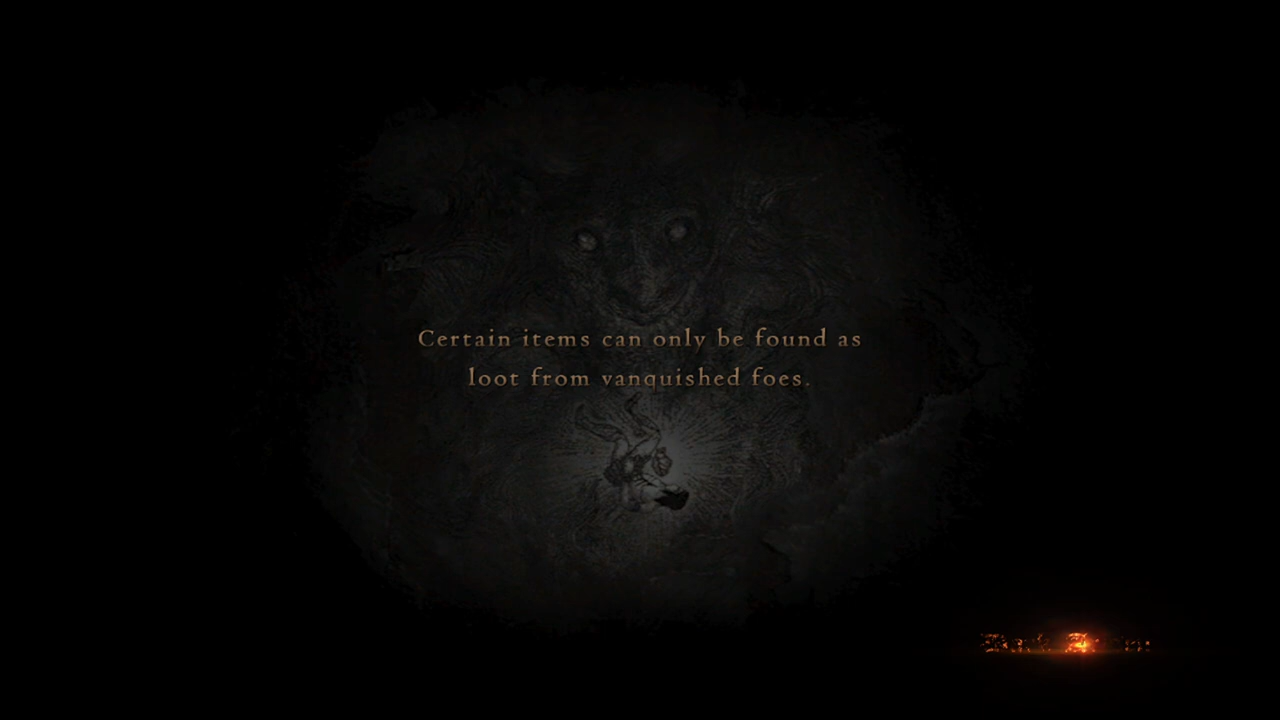 Certain items can only be found as
loot from vanquished foes.